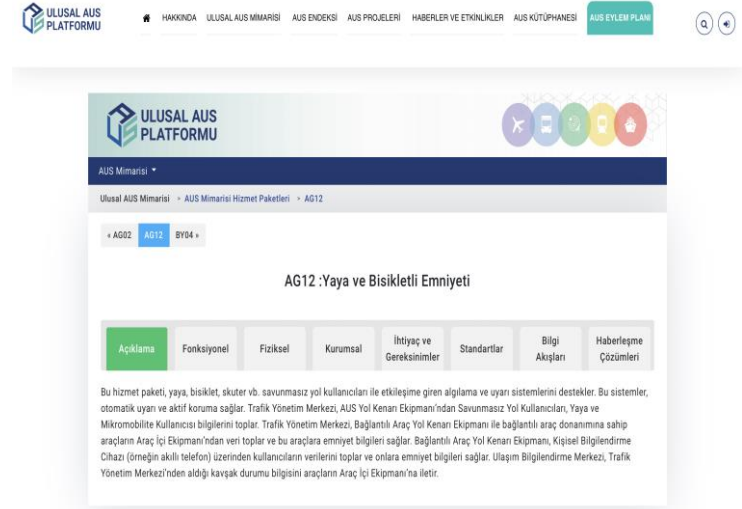 ULUSAL AUS
PLATFORMU
HAKKINDA ULUSAL AUS MİMARİSİ AUS ENDEKSİ AUS PROJELERİ HABERLER VE ETKİNLİKLER AUS KÜTÜPHANESİ AUS EYLEM PLANI
ULUSAL AUS
PLATFORMU
AUS Mimarisi
Ulusal AUS Mimarisi > AUS Mimarisi Hizmet Paketleri > AG12
« AG02 AG12 BY04 »
AG12 :Yaya ve Bisikletli Emniyeti
Açıklama Fonksiyonel Fiziksel Kurumsal İhtiyaç ve Gereksinimler Standartlar Bilgi Akışları Haberleşme Çözümleri
Bu hizmet paketi, yaya, bisiklet, skuter vb. savunmasız yol kullanıcıları ile etkileşime giren algılama ve uyarı sistemlerini destekler. Bu sistemler,
otomatik uyarı ve aktif koruma sağlar. Trafik Yönetim Merkezi, AUS Yol Kenarı Ekipmanı'ndan Savunmasız Yol Kullanıcıları, Yaya ve
Mikromobilite Kullanıcısı bilgilerini toplar. Trafik Yönetim Merkezi, Bağlantılı Araç Yol Kenarı Ekipmanı ile bağlantılı araç donanımına sahip
araçların Araç İçi Ekipmanı'ndan veri toplar ve bu araçlara emniyet bilgileri sağlar. Bağlantılı Araç Yol Kenarı Ekipmanı, Kişisel Bilgilendirme
Cihazı (örneğin akıllı telefon) üzerinden kullanıcıların verilerini toplar ve onlara emniyet bilgileri sağlar. Ulaşım Bilgilendirme Merkezi, Trafik
Yönetim Merkezi'nden aldığı kavşak durumu bilgisini araçların Araç İçi Ekipmanı'na iletir.